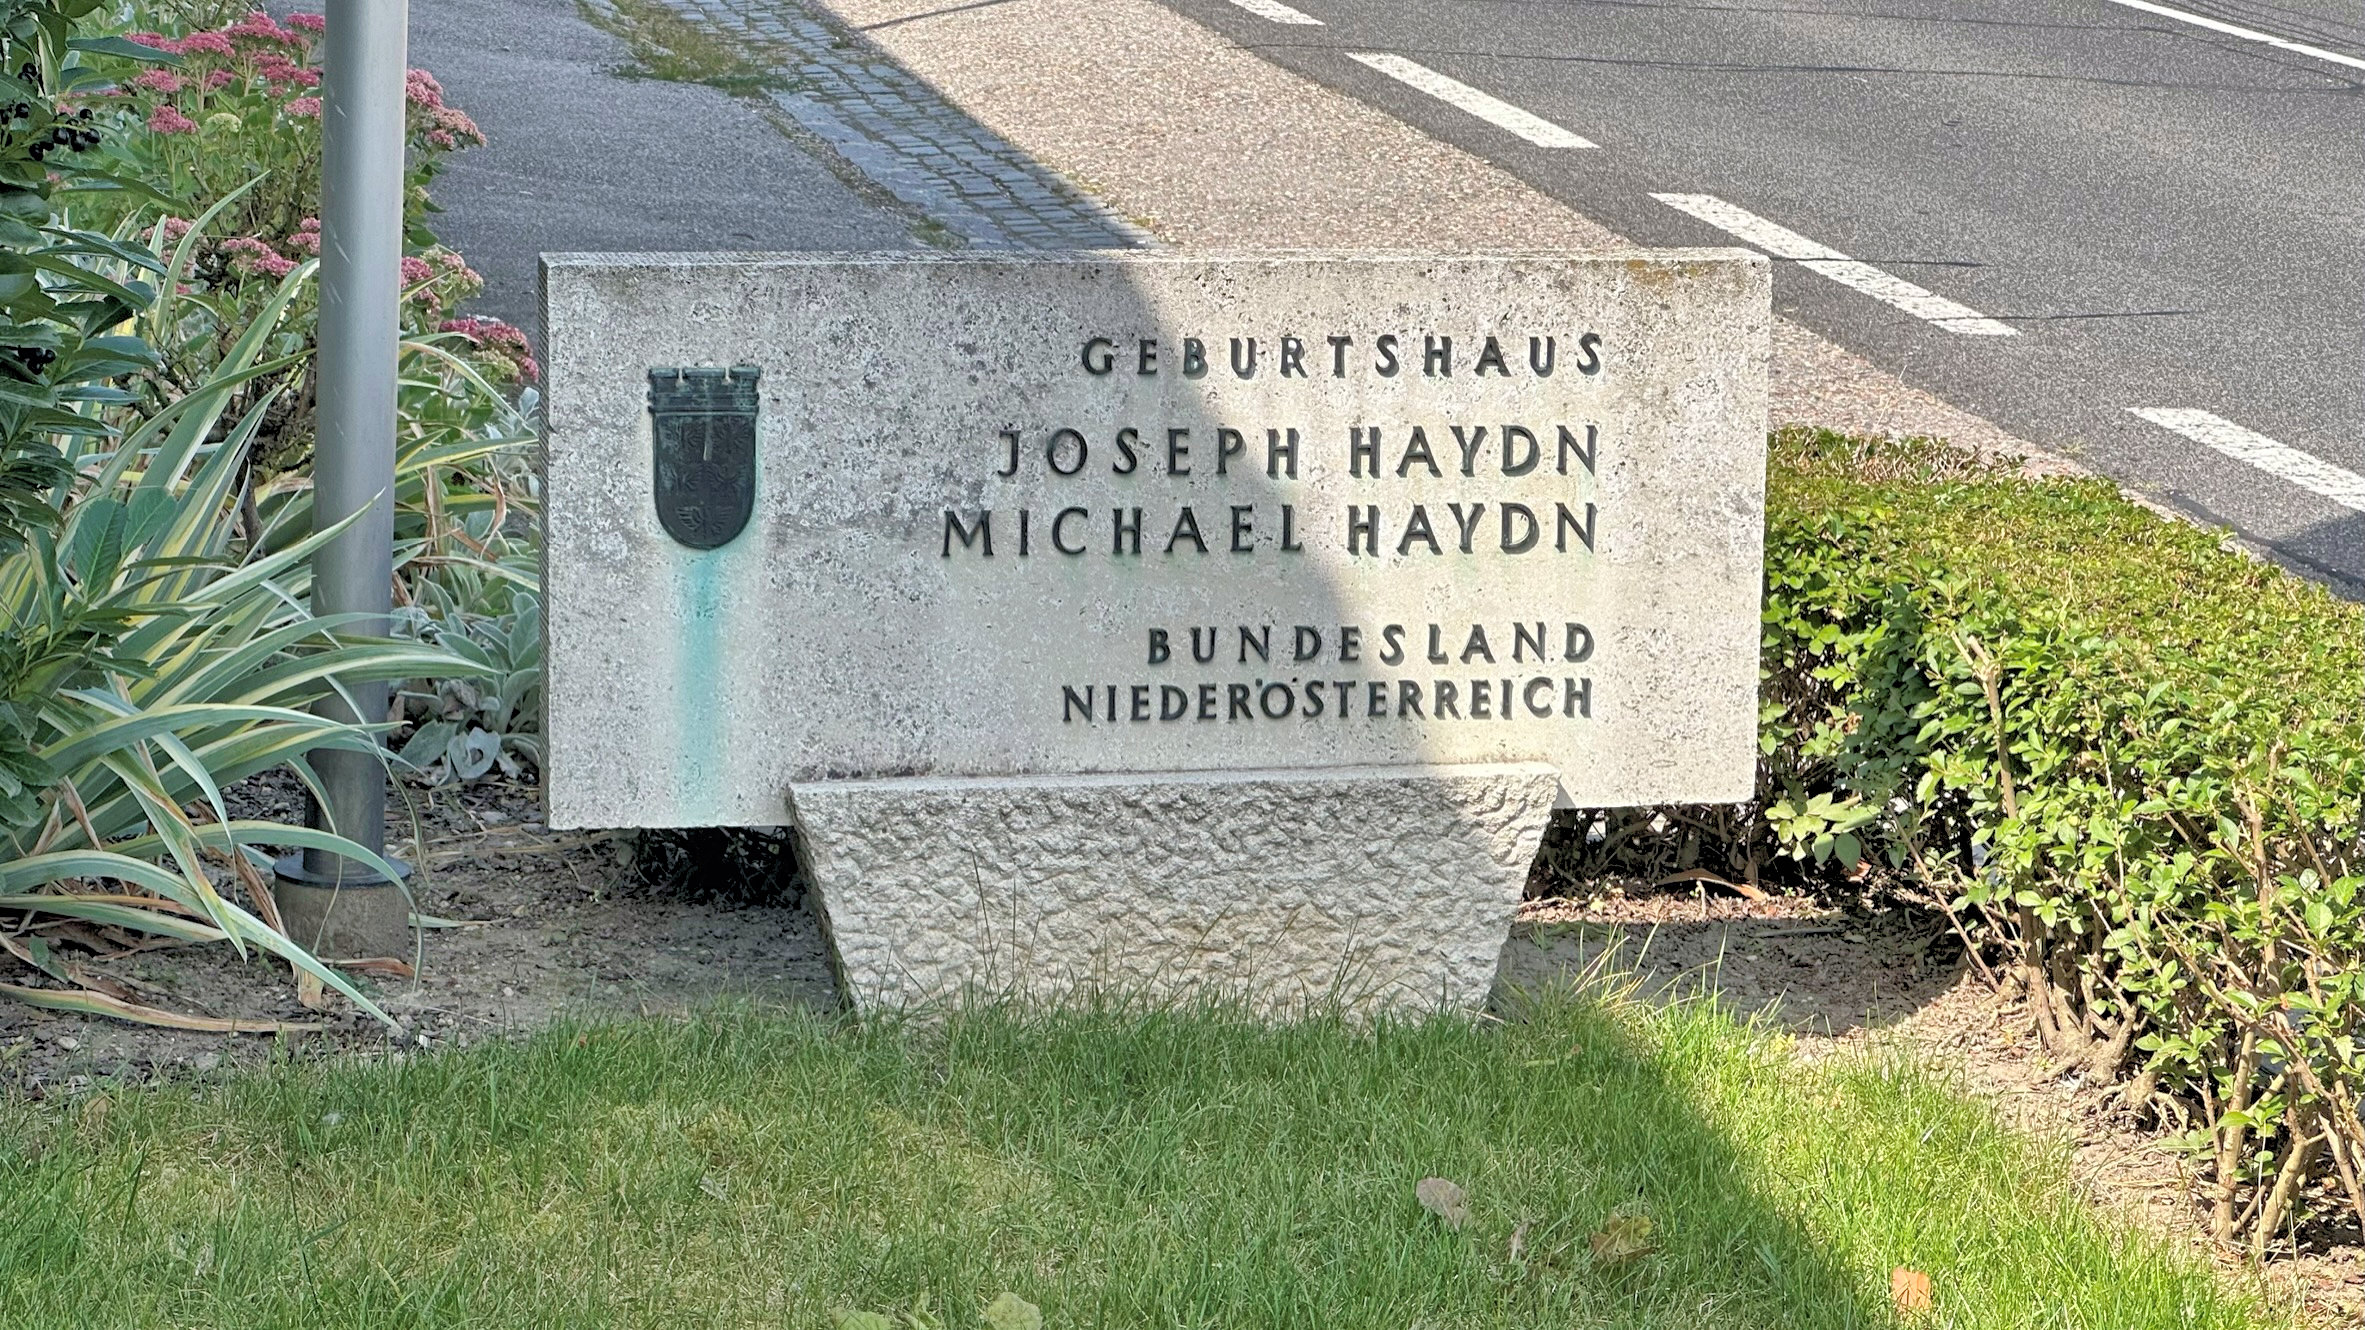 GEBURTSHAUS
JOSEPH HAYDN
MICHAEL HAYDN
BUNDESLAND
NIEDERÖSTERREICH